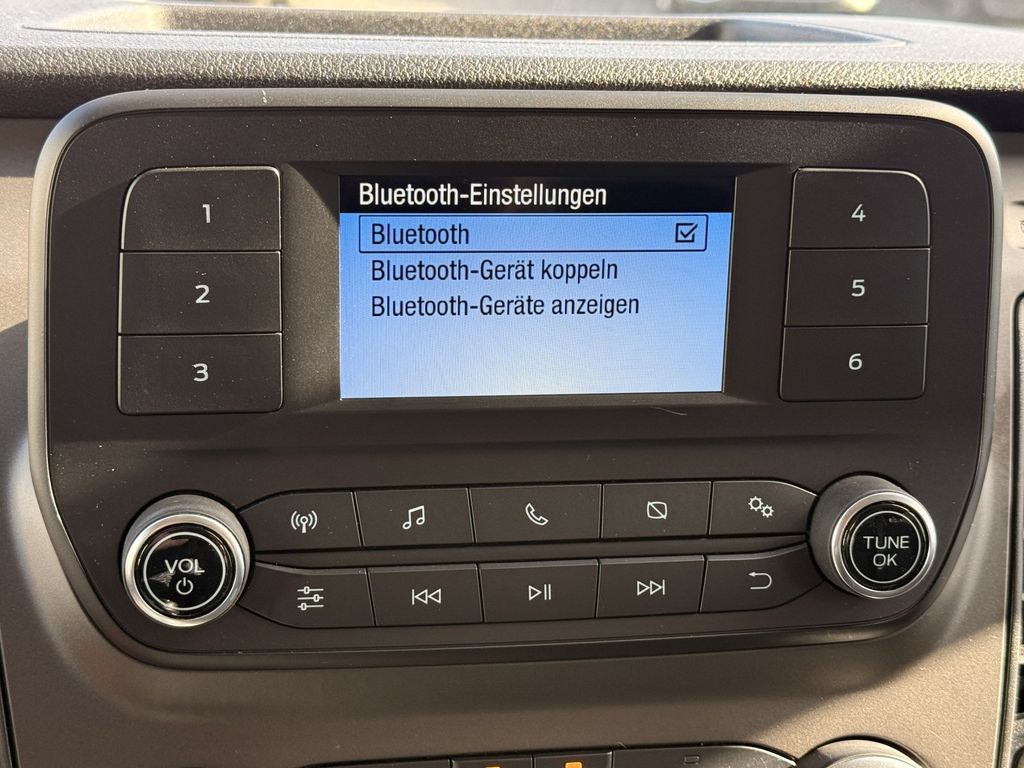 Bluetooth-Einstellungen
Bluetooth
Bluetooth-Gerät koppeln
Bluetooth-Geräte anzeigen
1
2
3
4
5
6
VOL
TUNE
OK